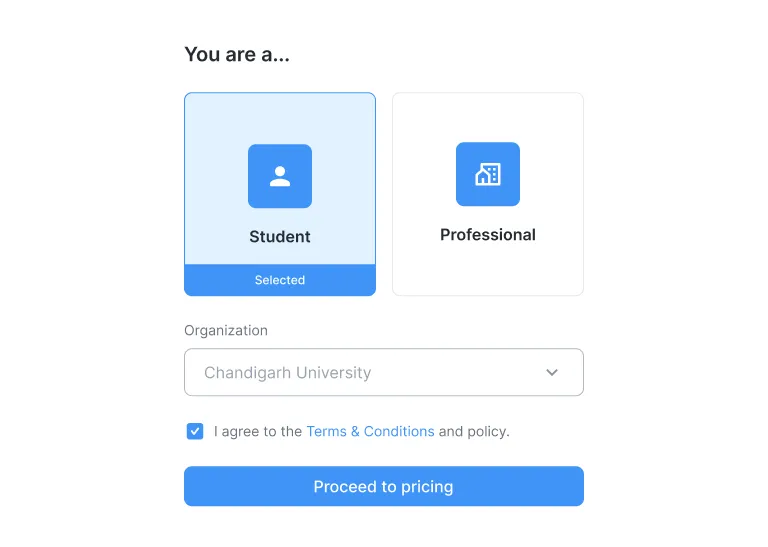 You are a...
Student
Selected
Professional
Organization
Chandigarh University
I agree to the Terms & Conditions and policy.
Proceed to pricing